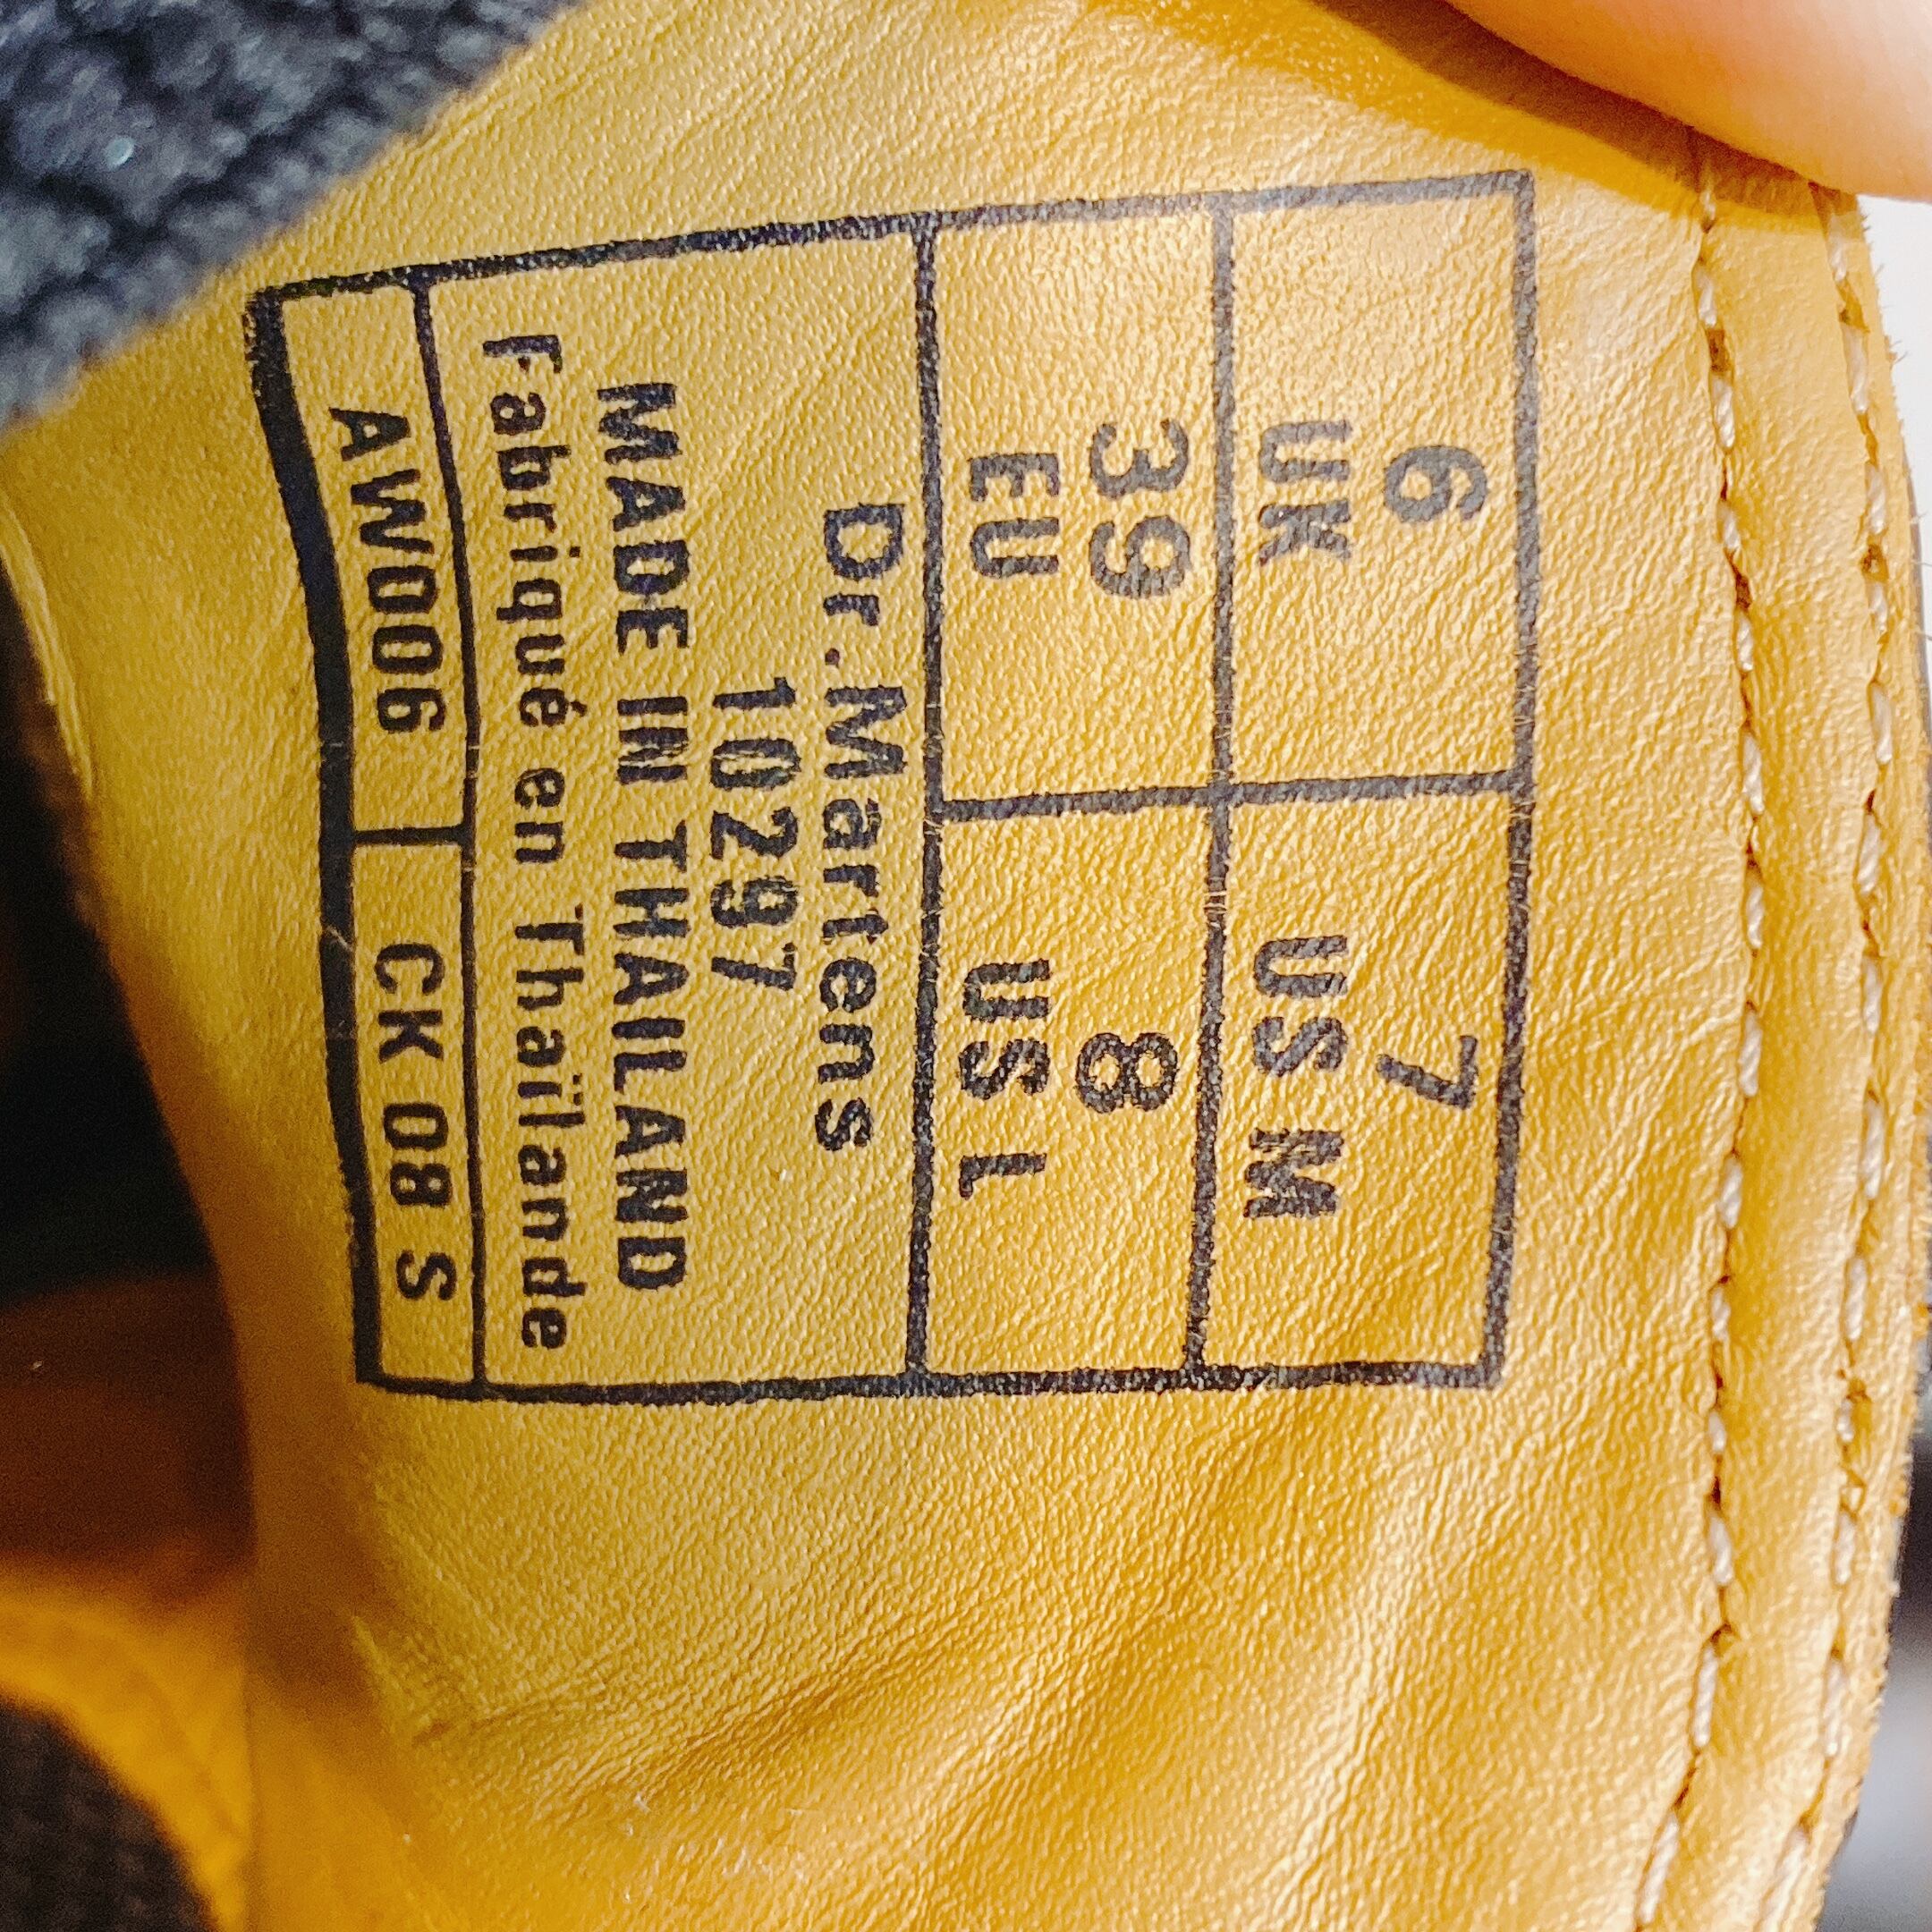 6
UK
7
US M
39
EU
8
US L
Dr.Martens
10297
MADE IN THAILAND
Fabriqué en Thaïlande
AW006
CK 08 S